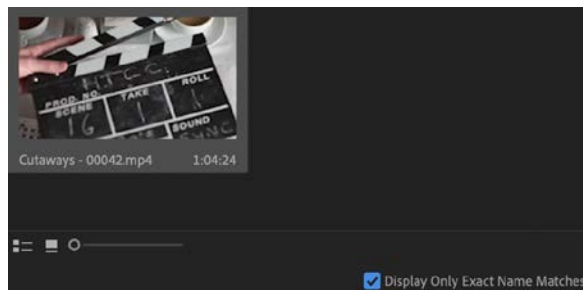 H.T.C.C.
PROD. NO.
SCENE TAKE ROLL
16 1 1
SOUND
SYNC
Cutaways - 00042.mp4 1:04:24
Display Only Exact Name Matches